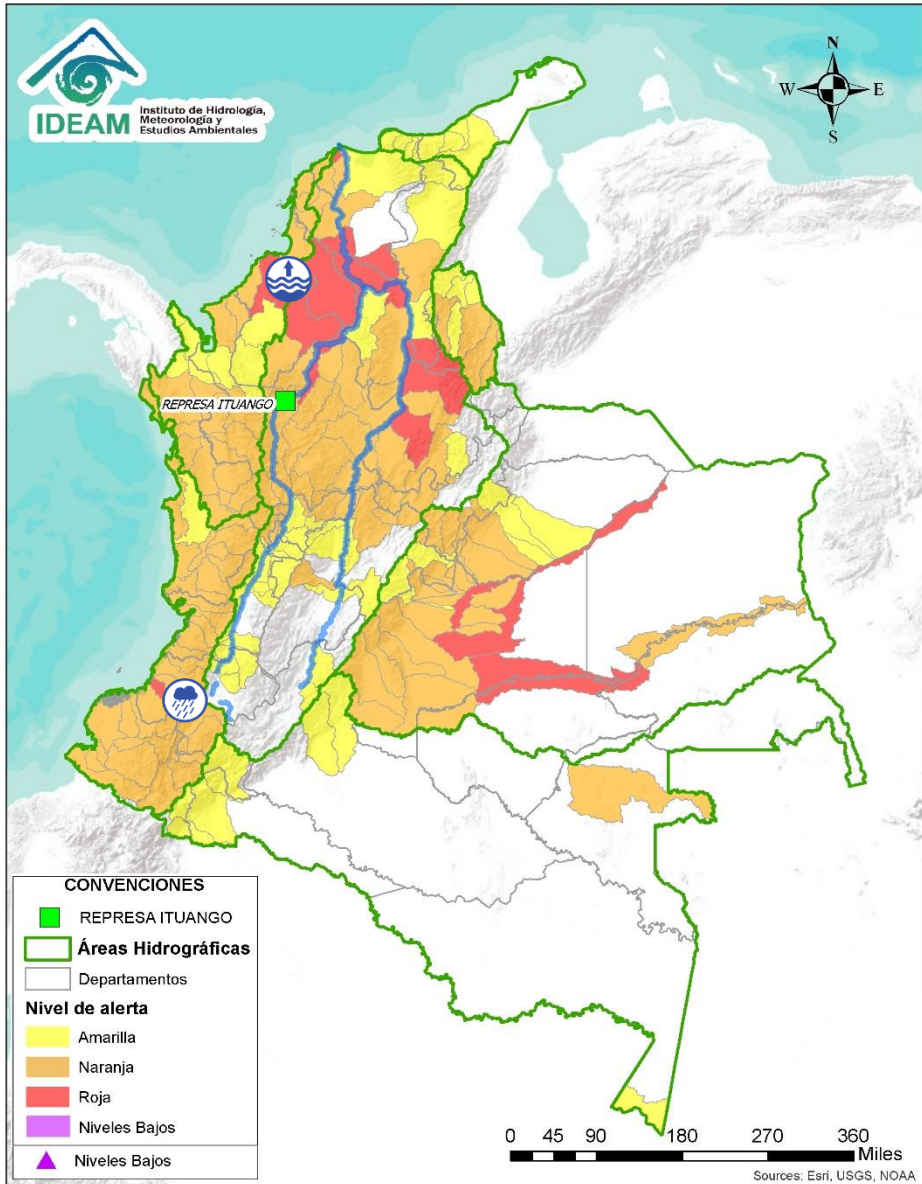 IDEAM
Instituto de Hidrología,
Meteorología y
Estudios Ambientales
N
W
E
S
REPRESA ITUANGO
CONVENCIONES
REPRESA ITUANGO
Áreas Hidrográficas
Departamentos
Nivel de alerta
Amarilla
Naranja
Roja
Niveles Bajos
Niveles Bajos
0 45 90 180 270 360
Miles
Sources: Esri, USGS, NOAA